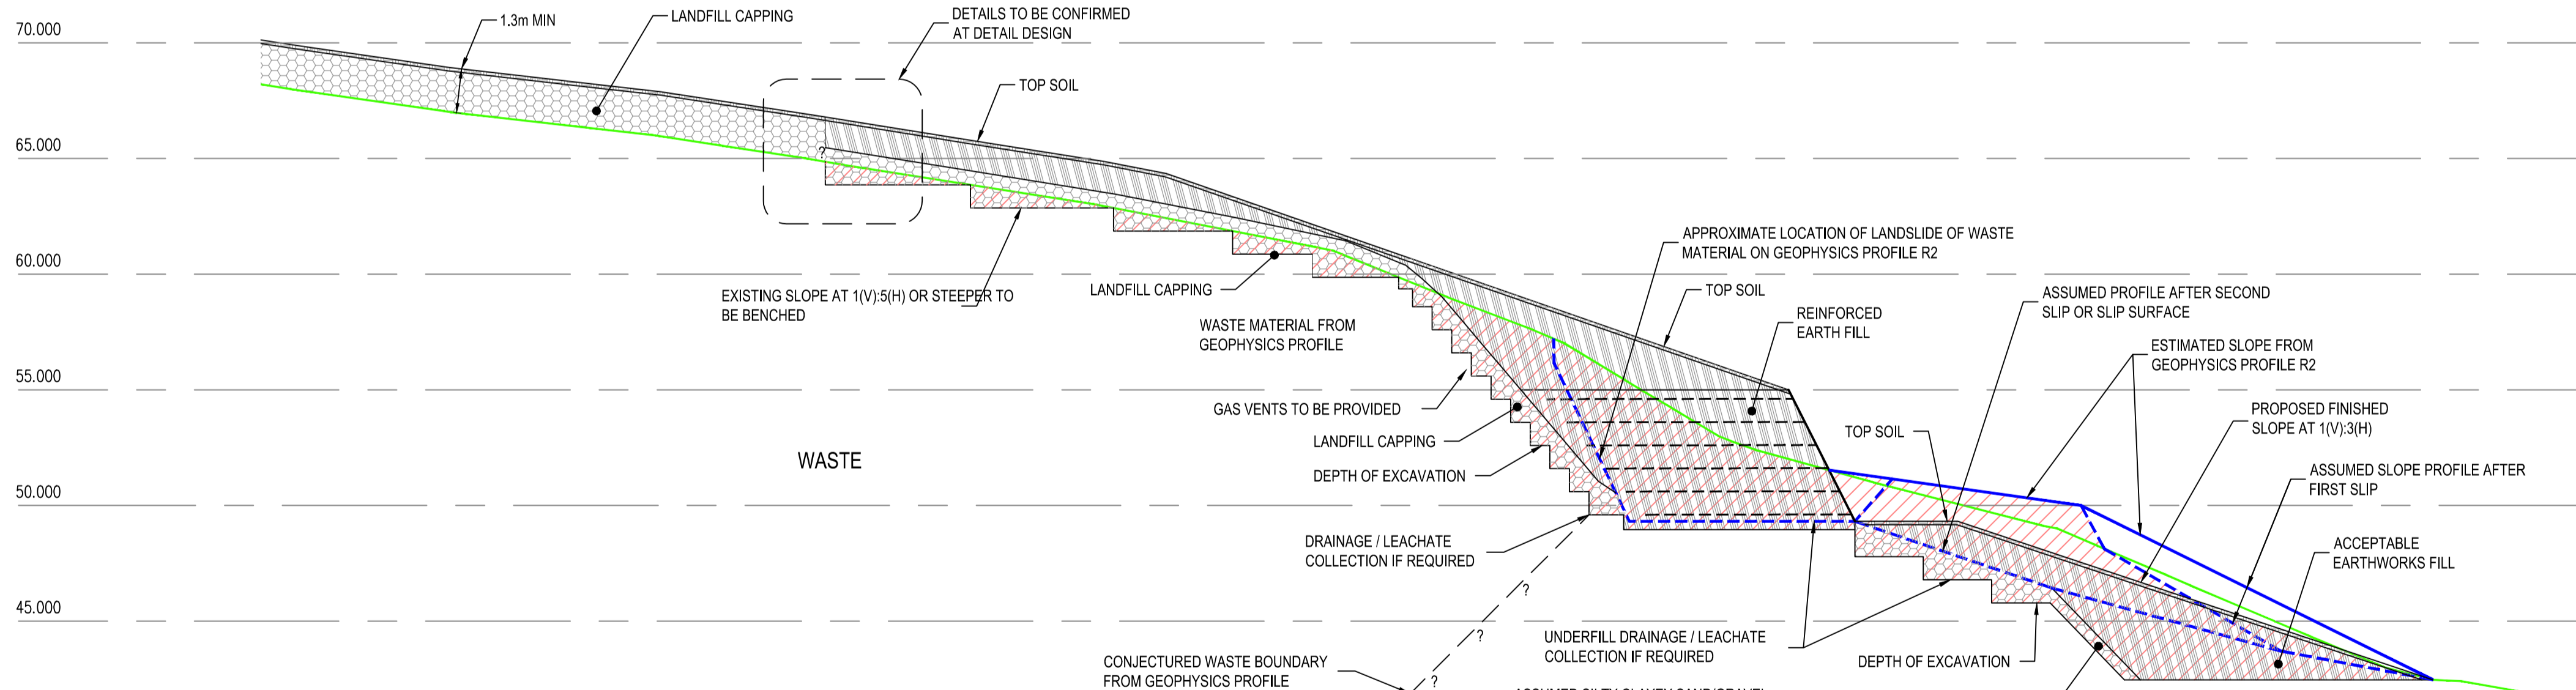 70.000
65.000
60.000
55.000
50.000
45.000
1.3m MIN
LANDFILL CAPPING
DETAILS TO BE CONFIRMED
AT DETAIL DESIGN
TOP SOIL
?
EXISTING SLOPE AT 1(V):5(H) OR STEEPER TO
BE BENCHED
LANDFILL CAPPING
WASTE MATERIAL FROM
GEOPHYSICS PROFILE
APPROXIMATE LOCATION OF LANDSLIDE OF WASTE
MATERIAL ON GEOPHYSICS PROFILE R2
TOP SOIL
REINFORCED
EARTH FILL
ASSUMED PROFILE AFTER SECOND
SLIP OR SLIP SURFACE
ESTIMATED SLOPE FROM
GEOPHYSICS PROFILE R2
PROPOSED FINISHED
SLOPE AT 1(V):3(H)
ASSUMED SLOPE PROFILE AFTER
FIRST SLIP
ACCEPTABLE
EARTHWORKS FILL
GAS VENTS TO BE PROVIDED
LANDFILL CAPPING
DEPTH OF EXCAVATION
WASTE
TOP SOIL
DRAINAGE / LEACHATE
COLLECTION IF REQUIRED
?
?
?
UNDERFILL DRAINAGE / LEACHATE
COLLECTION IF REQUIRED
DEPTH OF EXCAVATION
CONJECTURED WASTE BOUNDARY
FROM GEOPHYSICS PROFILE